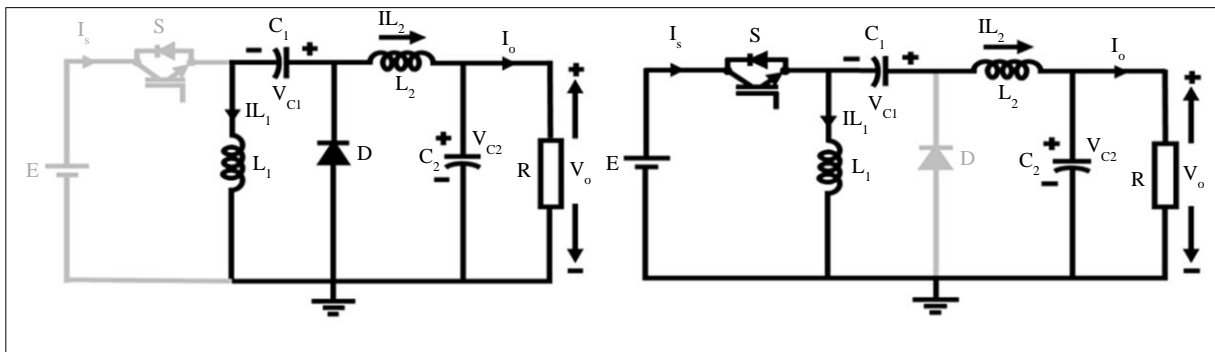 I_s
S
C_1
IL_2
I_o
- +
V_C1
L_2
IL_1
L_1
E
D
C_2
V_C2
R
V_o
+
-
+
-
I_s
S
C_1
IL_2
I_o
- +
V_C1
L_2
IL_1
L_1
E
D
C_2
V_C2
R
V_o
+
-
+
-